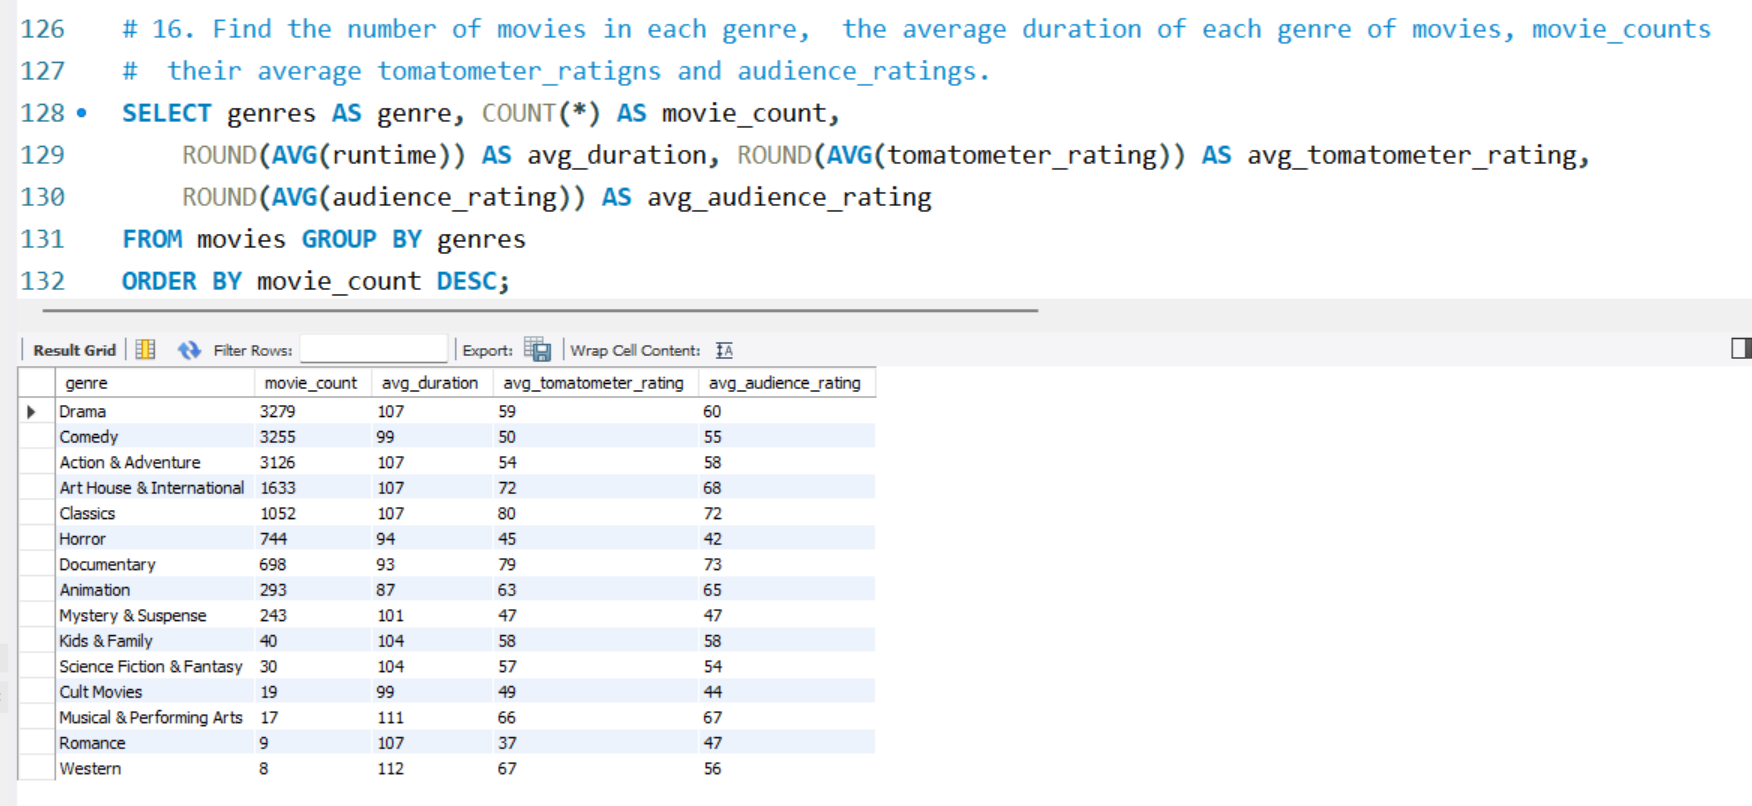 126 # 16. Find the number of movies in each genre,  the average duration of each genre of movies, movie_counts
127 #  their average tomatometer_ratigns and audience_ratings.
128 SELECT genres AS genre, COUNT(*) AS movie_count,
129 ROUND(AVG(runtime)) AS avg_duration, ROUND(AVG(tomatometer_rating)) AS avg_tomatometer_rating,
130 ROUND(AVG(audience_rating)) AS avg_audience_rating
131 FROM movies GROUP BY genres
132 ORDER BY movie_count DESC;
Result Grid Filter Rows: Export: Wrap Cell Content: IA
genre movie_count avg_duration avg_tomatometer_rating avg_audience_rating
Drama 3279 107 59 60
Comedy 3255 99 50 55
Action & Adventure 3126 107 54 58
Art House & International 1633 107 72 68
Classics 1052 107 80 72
Horror 744 94 45 42
Documentary 698 93 79 73
Animation 293 87 63 65
Mystery & Suspense 243 101 47 47
Kids & Family 40 104 58 58
Science Fiction & Fantasy 30 104 57 54
Cult Movies 19 99 49 44
Musical & Performing Arts 17 111 66 67
Romance 9 107 37 47
Western 8 112 67 56